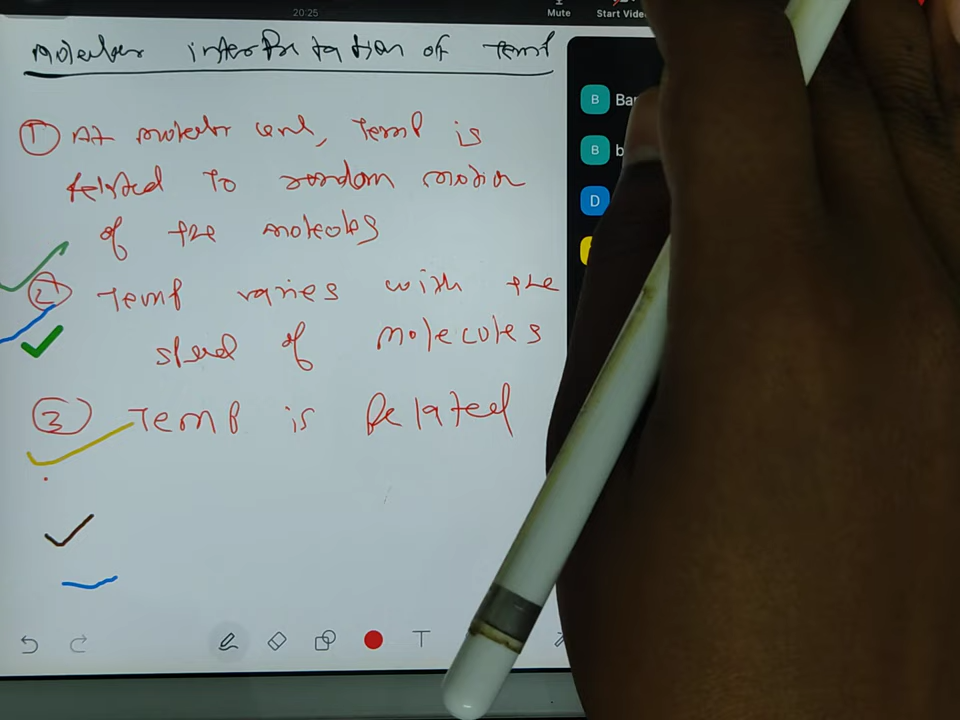 20:25
Mute
Start Vide
molecular interpretation of Temp
B Bar
① At molecular level, Temp is
B b
related to random motion
D
of the molecules
② Temp varies with the
speed of molecules
③ Temp is Related
T